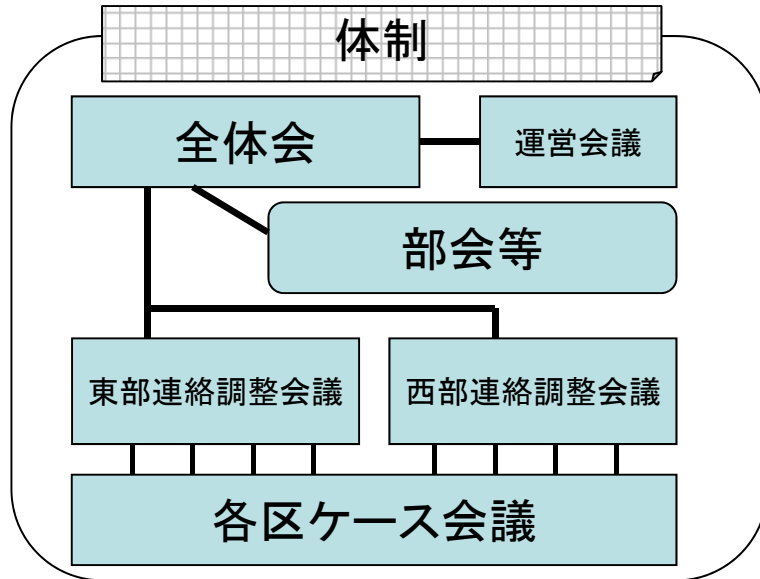 体制
全体会
運営会議
部会等
東部連絡調整会議
西部連絡調整会議
各区ケース会議